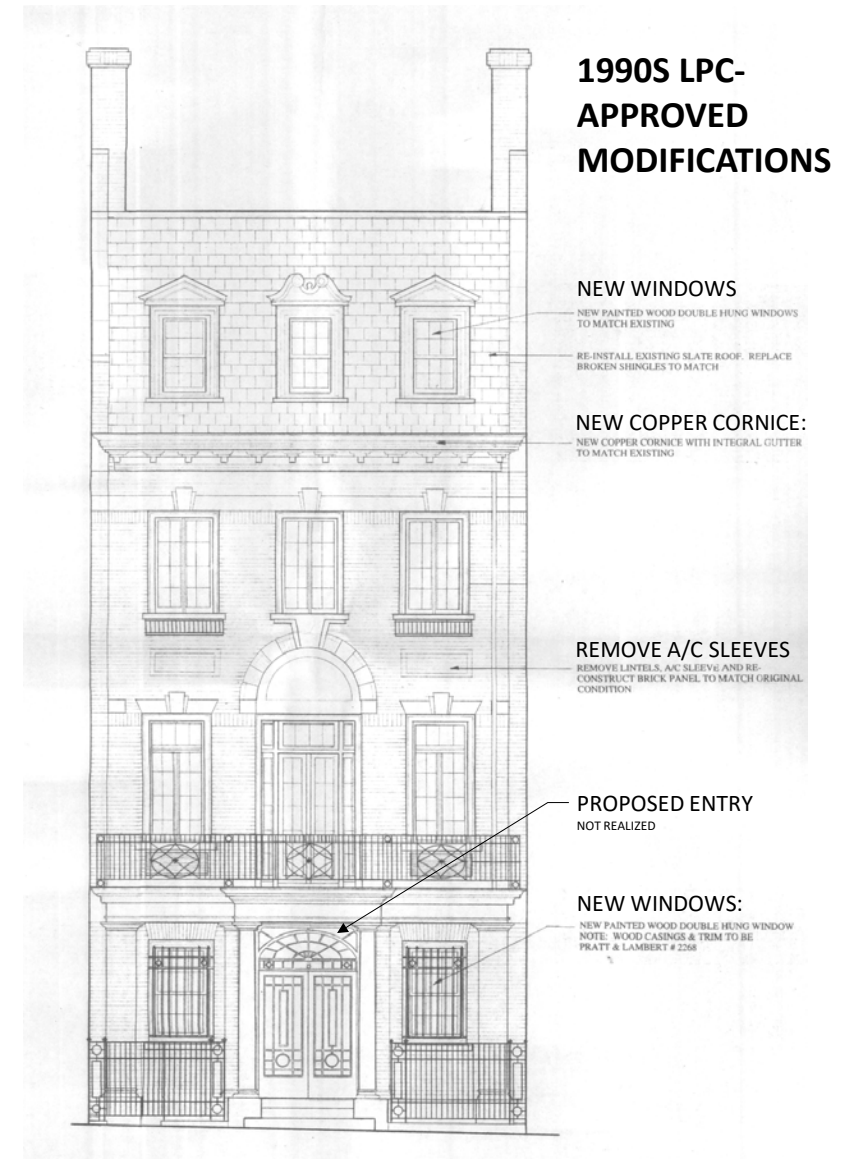 1990S LPC-
APPROVED
MODIFICATIONS
NEW WINDOWS
NEW PAINTED WOOD DOUBLE HUNG WINDOWS
TO MATCH EXISTING
RE-INSTALL EXISTING SLATE ROOF. REPLACE
BROKEN SHINGLES TO MATCH
NEW COPPER CORNICE:
NEW COPPER CORNICE WITH INTEGRAL GUTTER
TO MATCH EXISTING
REMOVE A/C SLEEVES
REMOVE LINTELS, A/C SLEEVE AND RE-
CONSTRUCT BRICK PANEL TO MATCH ORIGINAL
CONDITION
PROPOSED ENTRY
NOT REALIZED
NEW WINDOWS:
NEW PAINTED WOOD DOUBLE HUNG WINDOW
NOTE: WOOD CASINGS & TRIM TO BE
PRATT & LAMBERT # 2268